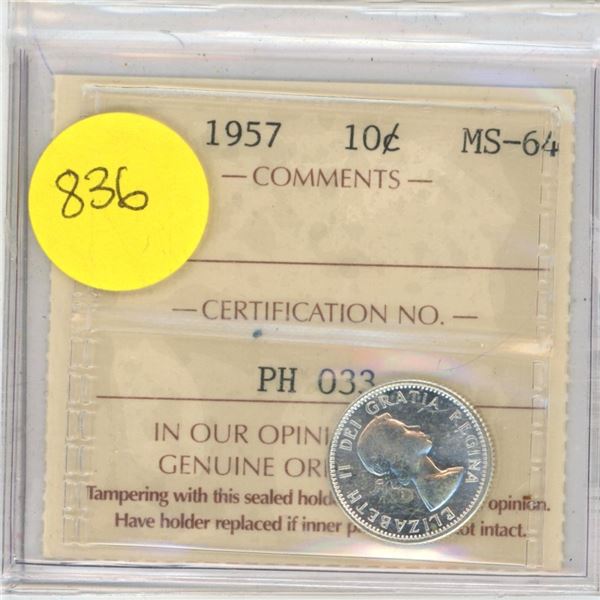 1957 10¢ MS-64
836
— COMMENTS —
— CERTIFICATION NO. —
PH 033
IN OUR OPINI
GENUINE ORI
Tampering with this sealed hold opinion.
Have holder replaced if inner p ot intact.
ELIZABETH II DEI GRATIA REGINA